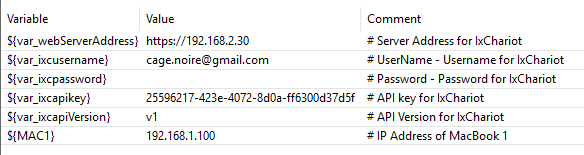 Variable Value Comment
${var_webServerAddress} https://192.168.2.30 # Server Address for IxChariot
${var_ixcusername} cage.noire@gmail.com # UserName - Username for IxChariot
${var_ixcpassword} # Password - Password for IxChariot
${var_ixcapikey} 25596217-423e-4072-8d0a-ff6300d37d5f # API key for IxChariot
${var_ixcapiVersion} v1 # API Version for IxChariot
${MAC1} 192.168.1.100 # IP Address of MacBook 1